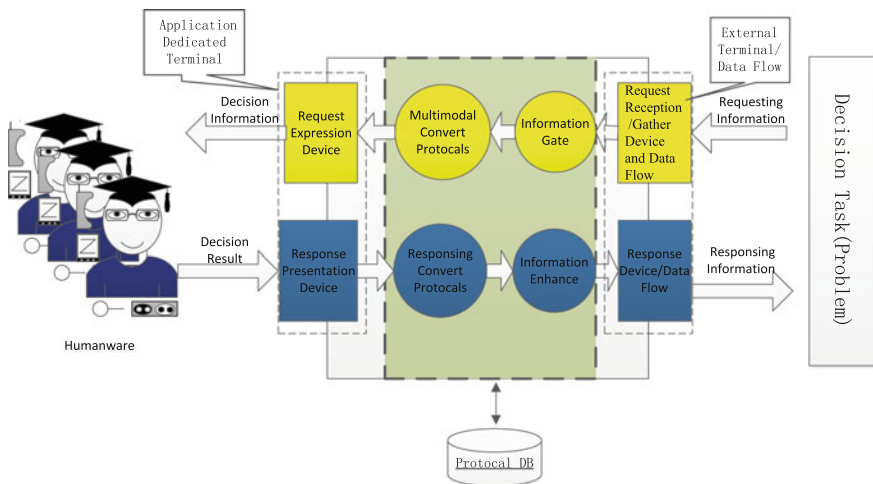 Application
Dedicated
Terminal
External
Terminal/
Data Flow
Decision
Information
Request
Expression
Device
Multimodal
Convert
Protocals
Information
Gate
Request
Reception
/Gather
Device
and Data
Flow
Requesting
Information
Decision Task(Problem)
Decision
Result
Response
Presentation
Device
Responsing
Convert
Protocals
Information
Enhance
Response
Device/Data
Flow
Responsing
Information
Humanware
Protocal DB